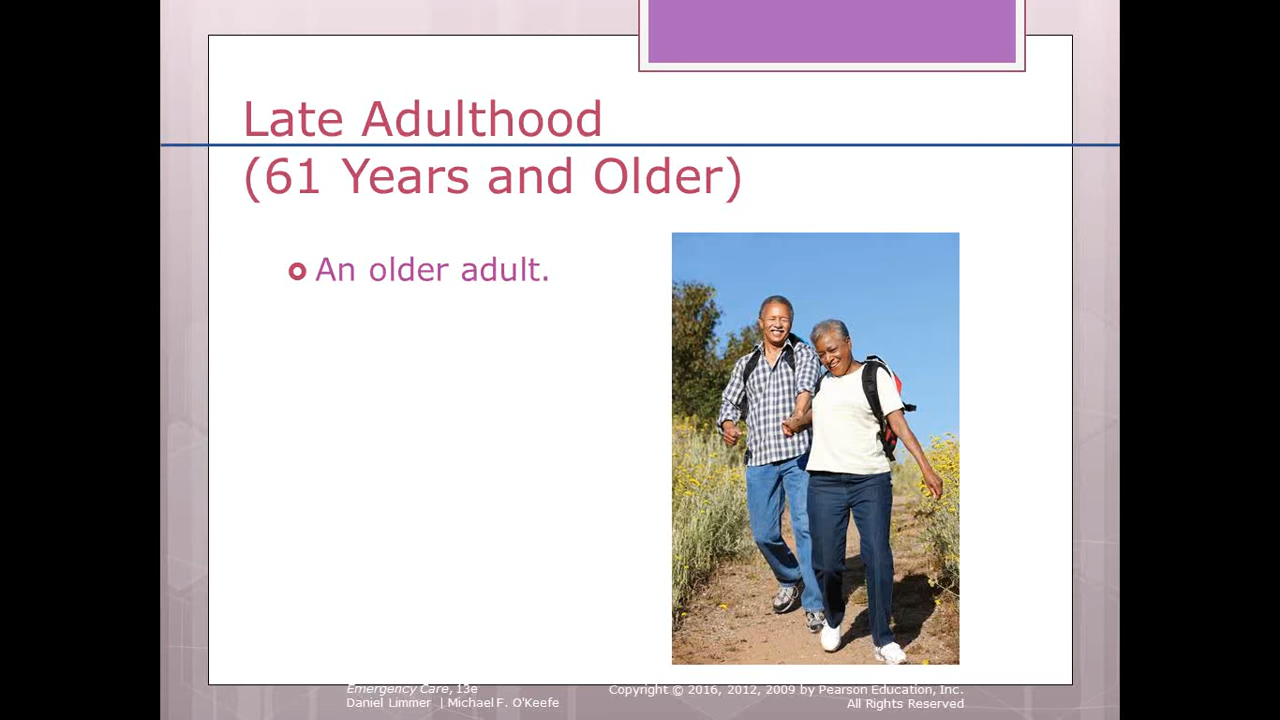 Late Adulthood
(61 Years and Older)
An older adult.
Emergency Care, 13e
Daniel Limmer | Michael F. O'Keefe
Copyright © 2016, 2012, 2009 by Pearson Education, Inc.
All Rights Reserved